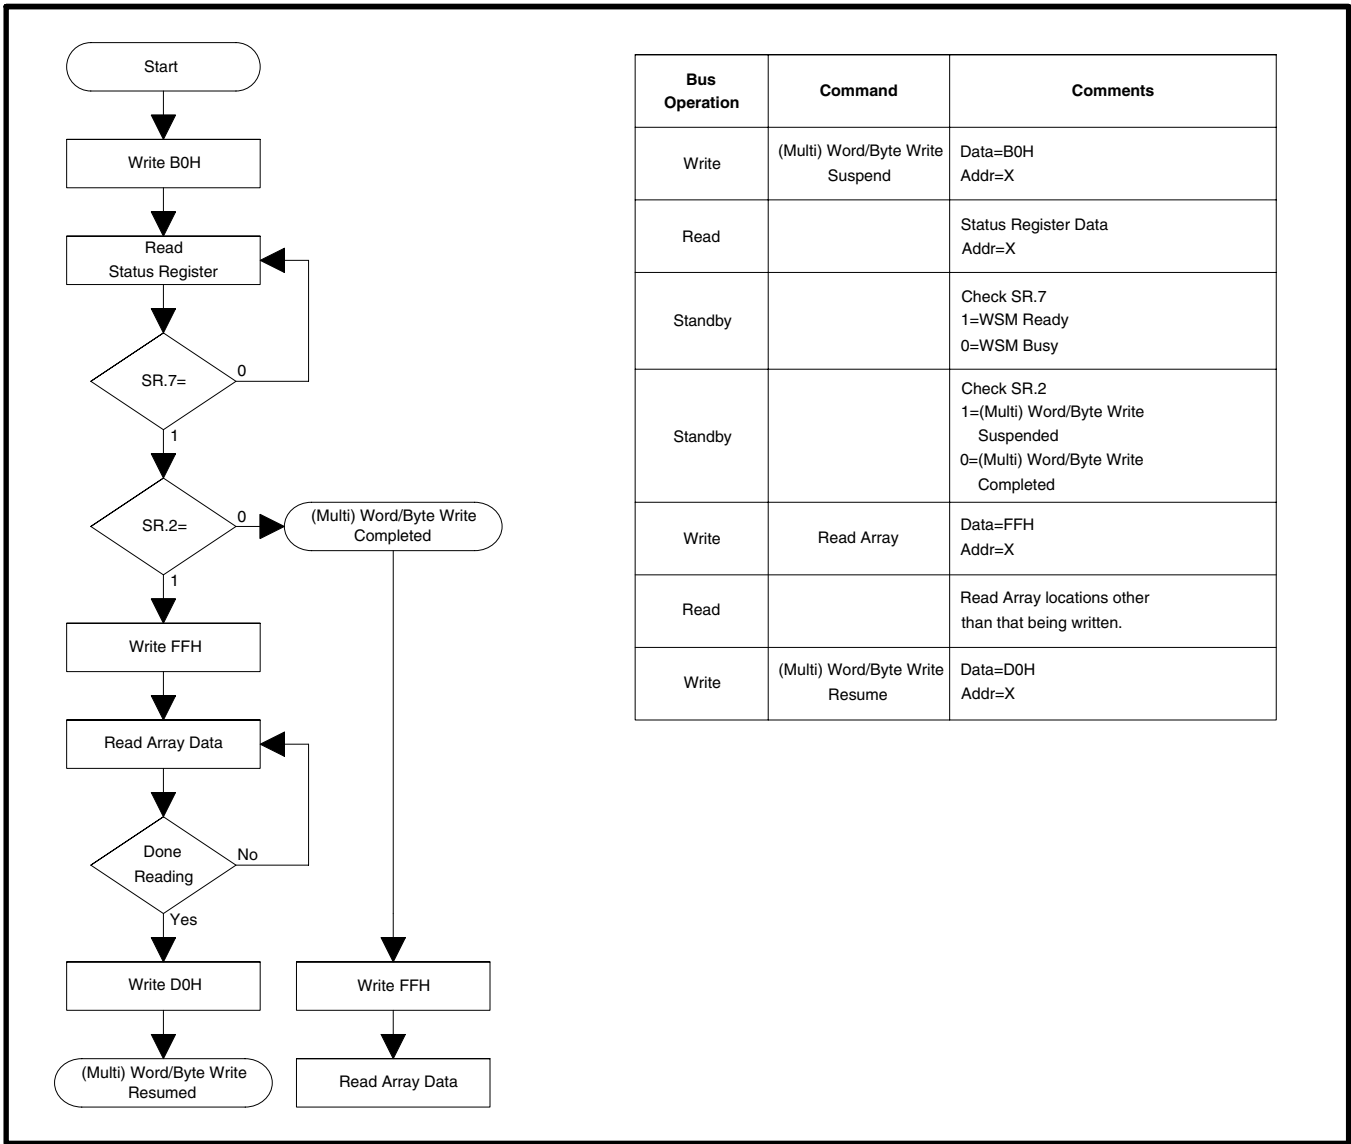 Start
Write B0H
Read
Status Register
SR.7=
0
1
SR.2=
0
(Multi) Word/Byte Write
Completed
1
Write FFH
Read Array Data
Done
Reading
No
Yes
Write D0H
Write FFH
(Multi) Word/Byte Write
Resumed
Read Array Data
Bus
Operation
Command
Comments
Write
(Multi) Word/Byte Write
Suspend
Data=B0H
Addr=X
Read
Status Register Data
Addr=X
Standby
Check SR.7
1=WSM Ready
0=WSM Busy
Standby
Check SR.2
1=(Multi) Word/Byte Write
Suspended
0=(Multi) Word/Byte Write
Completed
Write
Read Array
Data=FFH
Addr=X
Read
Read Array locations other
than that being written.
Write
(Multi) Word/Byte Write
Resume
Data=D0H
Addr=X